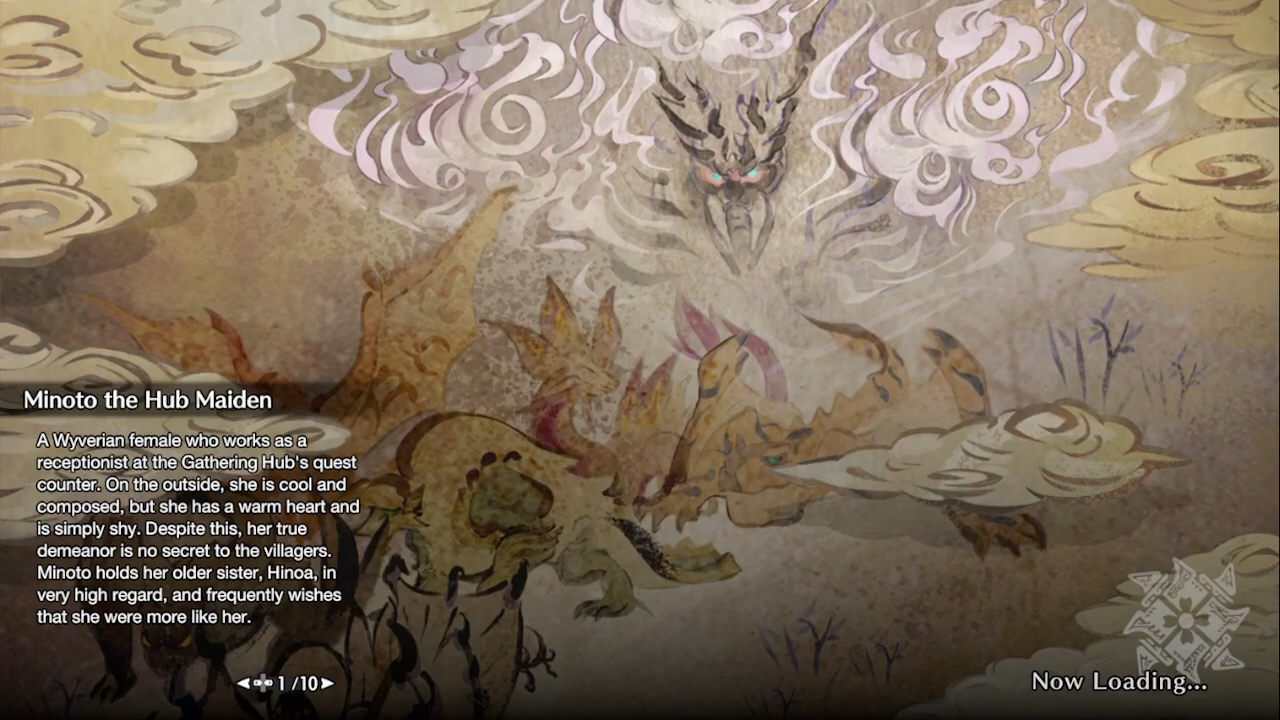 Minoto the Hub Maiden
A Wyverian female who works as a
receptionist at the Gathering Hub's quest
counter. On the outside, she is cool and
composed, but she has a warm heart and
is simply shy. Despite this, her true
demeanor is no secret to the villagers.
Minoto holds her older sister, Hinoa, in
very high regard, and frequently wishes
that she were more like her.
1 / 10
Now Loading...